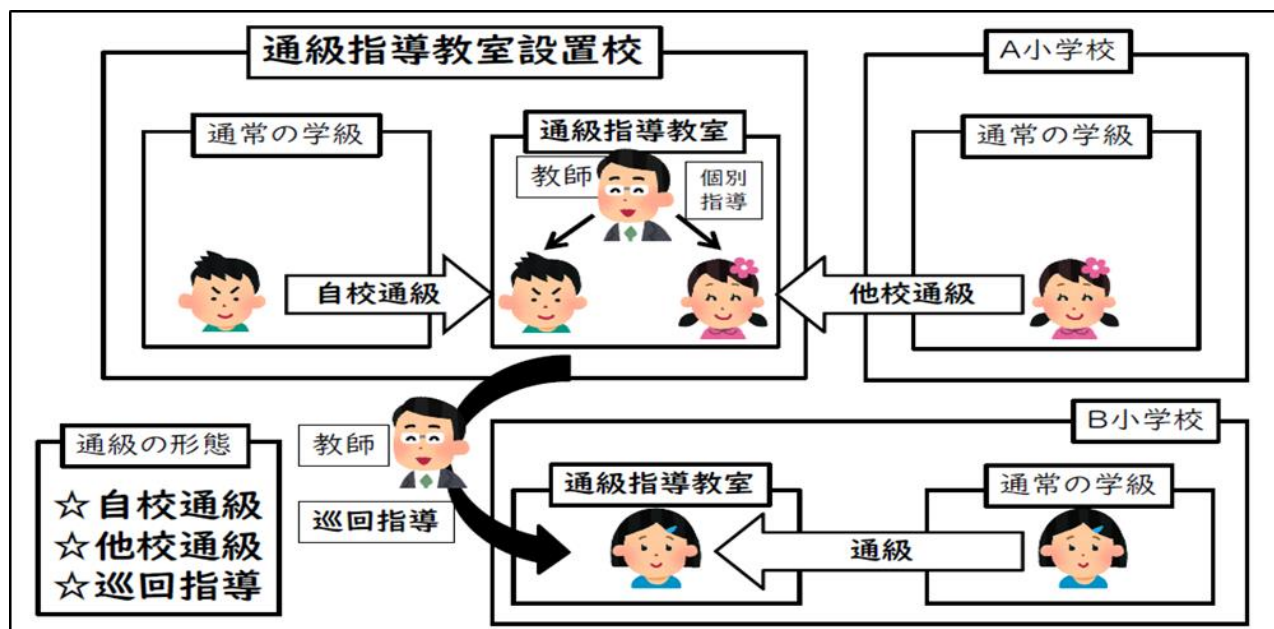 通級指導教室設置校
通常の学級
自校通級
通級指導教室
教師
個別
指導
A小学校
通常の学級
他校通級
教師
巡回指導
B小学校
通級指導教室
通常の学級
通級
通級の形態
☆自校通級
☆他校通級
☆巡回指導